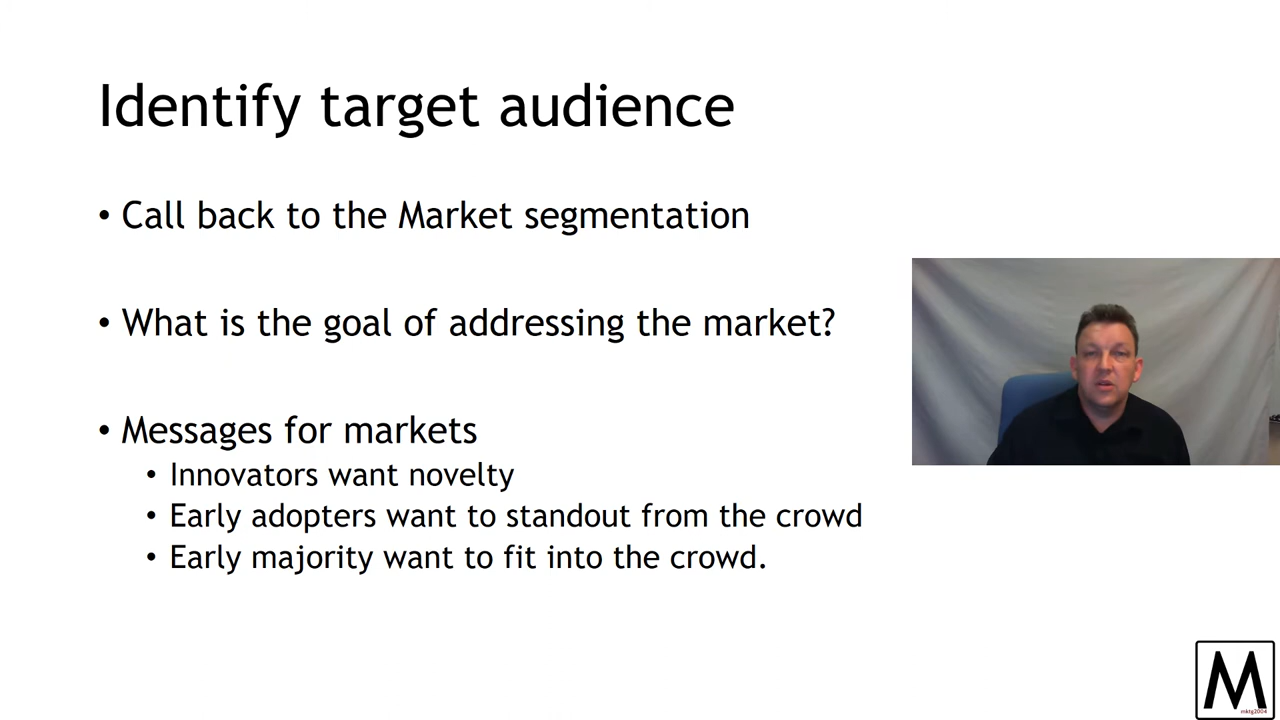 Identify target audience
• Call back to the Market segmentation
• What is the goal of addressing the market?
• Messages for markets
• Innovators want novelty
• Early adopters want to standout from the crowd
• Early majority want to fit into the crowd.
M
mktg2004